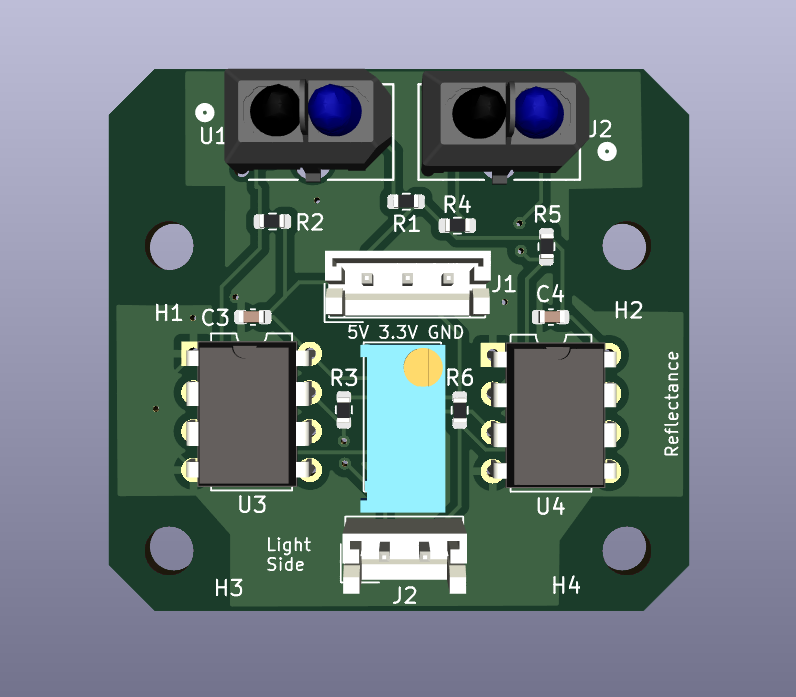 U1
J2
R2
R1
R4
R5
J1
H1
C3
C4
H2
5V 3.3V GND
R3
R6
Reflectance
U3
U4
Light
Side
H3
J2
H4